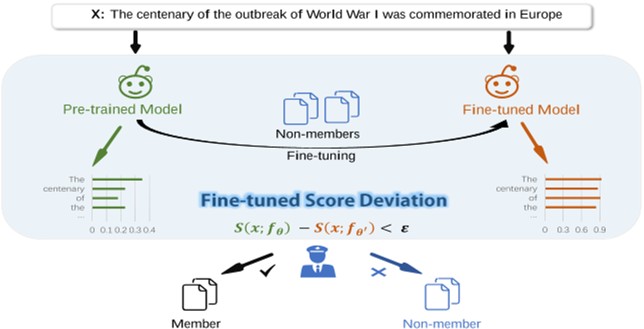 X: The centenary of the outbreak of World War I was commemorated in Europe
Pre-trained Model
Fine-tuned Model
Non-members
Fine-tuning
The
centenary
of
the
...
0 0.1 0.2 0.3 0.4
The
centenary
of
the
...
0 0.3 0.6 0.9
Fine-tuned Score Deviation
S(x; fθ) − S(x; fθ′) < ε
Member
Non-member